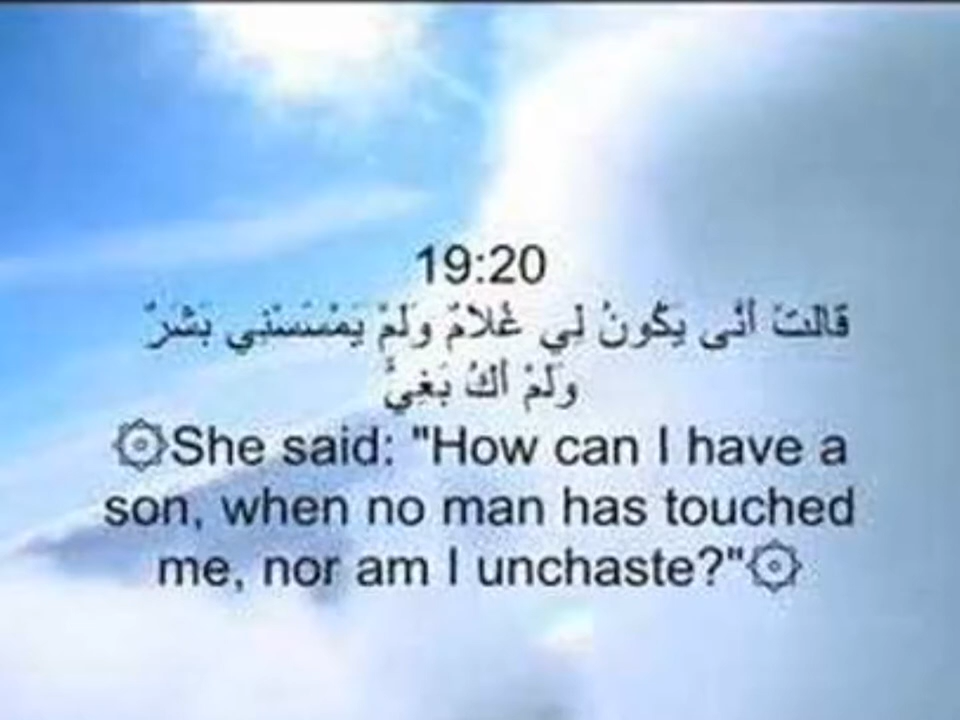 19:20
قَالَتْ أَنَّى يَكُونُ لِي غُلامٌ وَلَمْ يَمْسَسْنِي بَشَرٌ
وَلَمْ أَكُ بَغِيًّ
۞She said: "How can I have a
son, when no man has touched
me, nor am I unchaste?"۞